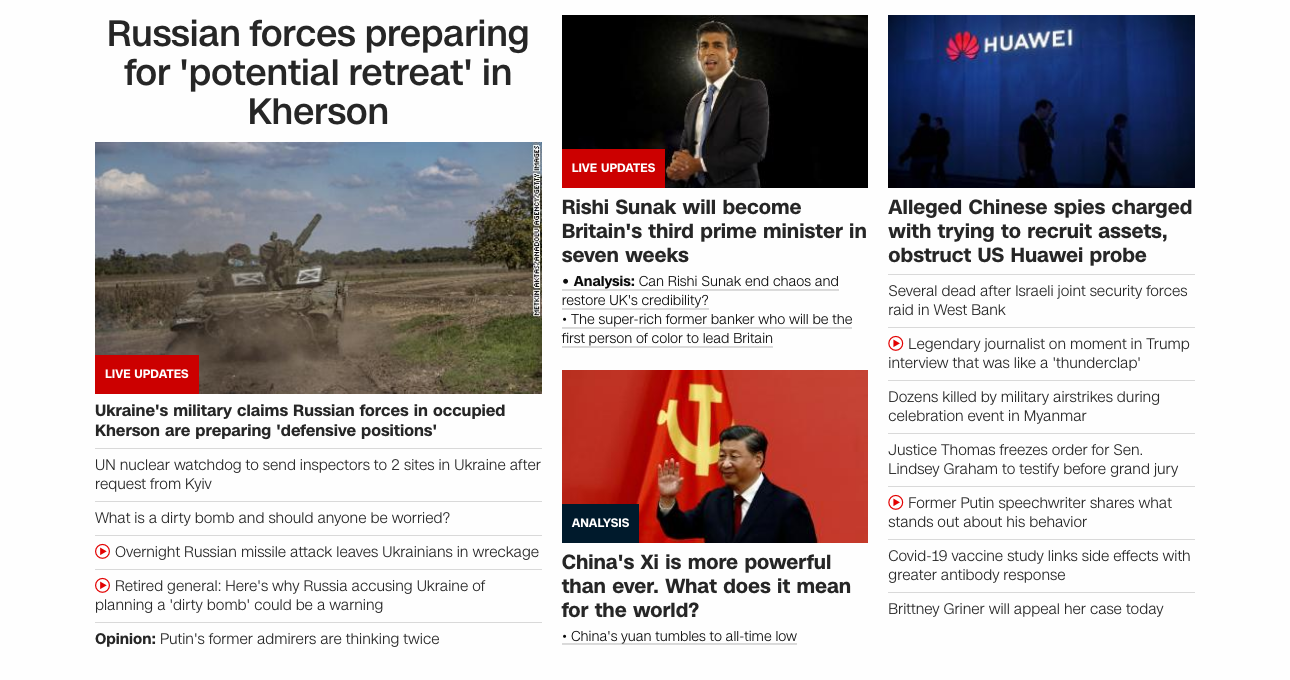 Russian forces preparing
for 'potential retreat' in
Kherson
METKIN AKTAS/ANADOLU AGENCY/GETTY IMAGES
LIVE UPDATES
Ukraine's military claims Russian forces in occupied
Kherson are preparing 'defensive positions'
UN nuclear watchdog to send inspectors to 2 sites in Ukraine after
request from Kyiv
What is a dirty bomb and should anyone be worried?
Overnight Russian missile attack leaves Ukrainians in wreckage
Retired general: Here's why Russia accusing Ukraine of
planning a 'dirty bomb' could be a warning
Opinion: Putin's former admirers are thinking twice
LIVE UPDATES
Rishi Sunak will become
Britain's third prime minister in
seven weeks
• Analysis: Can Rishi Sunak end chaos and
restore UK's credibility?
• The super-rich former banker who will be the
first person of color to lead Britain
ANALYSIS
China's Xi is more powerful
than ever. What does it mean
for the world?
• China's yuan tumbles to all-time low
HUAWEI
Alleged Chinese spies charged
with trying to recruit assets,
obstruct US Huawei probe
Several dead after Israeli joint security forces
raid in West Bank
Legendary journalist on moment in Trump
interview that was like a 'thunderclap'
Dozens killed by military airstrikes during
celebration event in Myanmar
Justice Thomas freezes order for Sen.
Lindsey Graham to testify before grand jury
Former Putin speechwriter shares what
stands out about his behavior
Covid-19 vaccine study links side effects with
greater antibody response
Brittney Griner will appeal her case today